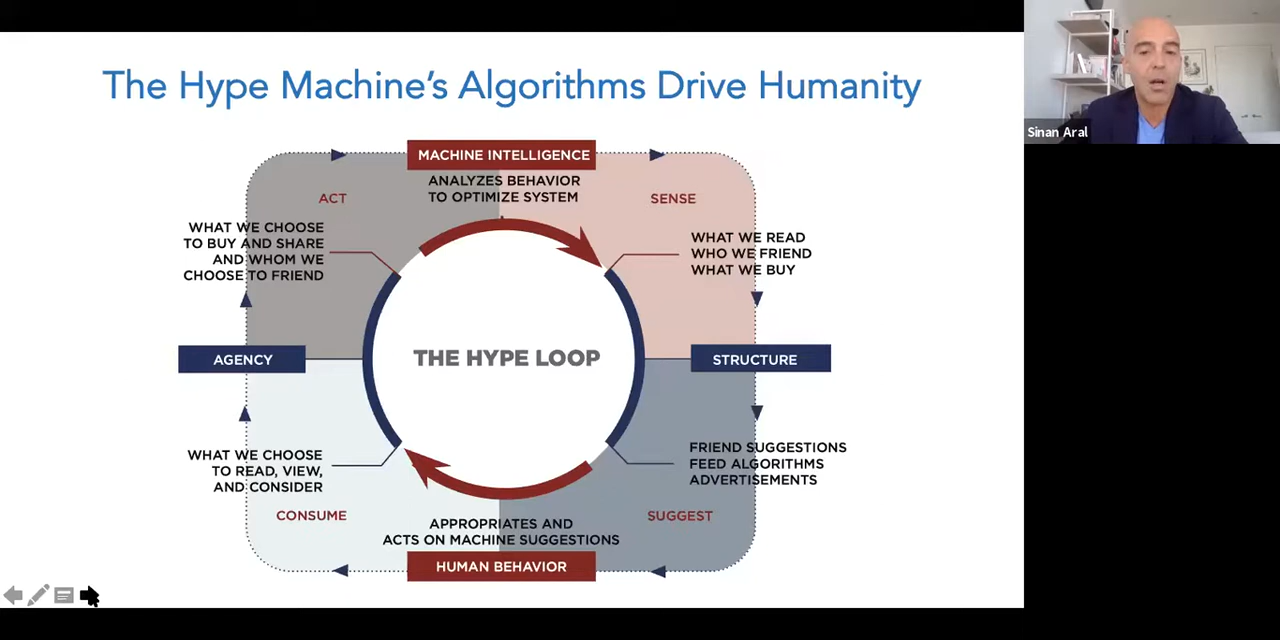 The Hype Machine's Algorithms Drive Humanity
Sinan Aral
MACHINE INTELLIGENCE
ANALYZES BEHAVIOR
TO OPTIMIZE SYSTEM
ACT
SENSE
WHAT WE CHOOSE
TO BUY AND SHARE
AND WHOM WE
CHOOSE TO FRIEND
WHAT WE READ
WHO WE FRIEND
WHAT WE BUY
AGENCY
THE HYPE LOOP
STRUCTURE
WHAT WE CHOOSE
TO READ, VIEW,
AND CONSIDER
FRIEND SUGGESTIONS
FEED ALGORITHMS
ADVERTISEMENTS
CONSUME
SUGGEST
APPROPRIATES AND
ACTS ON MACHINE SUGGESTIONS
HUMAN BEHAVIOR